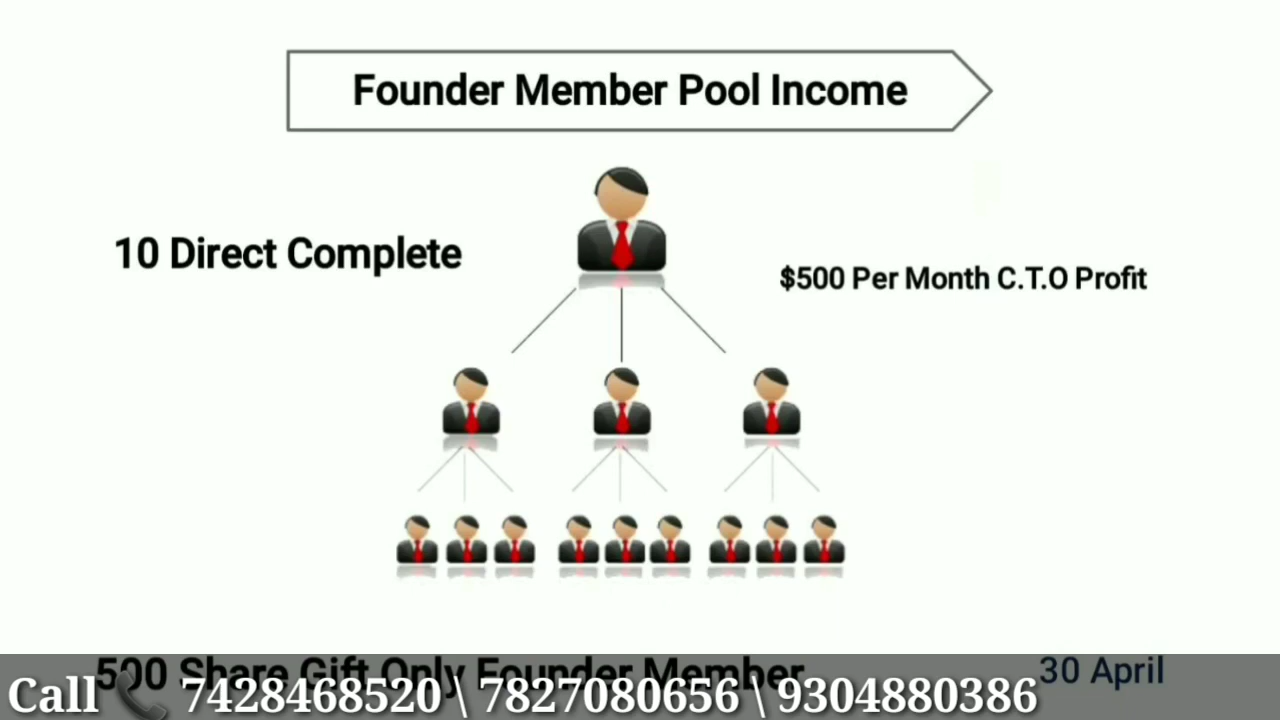 Founder Member Pool Income
10 Direct Complete
$500 Per Month C.T.O Profit
500 Share Gift Only Founder Member
30 April
Call 7428468520 \ 7827080656 \ 9304880386